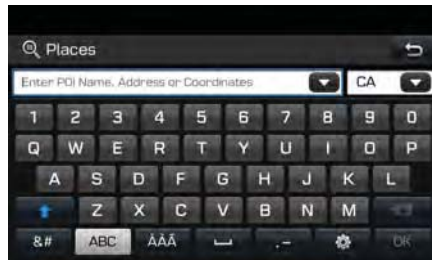 Places
Enter POI Name, Address or Coordinates CA
1 2 3 4 5 6 7 8 9 0
Q W E R T Y U I O P
A S D F G H J K L
Z X C V B N M
&# ABC ÀÂÃ .– OK